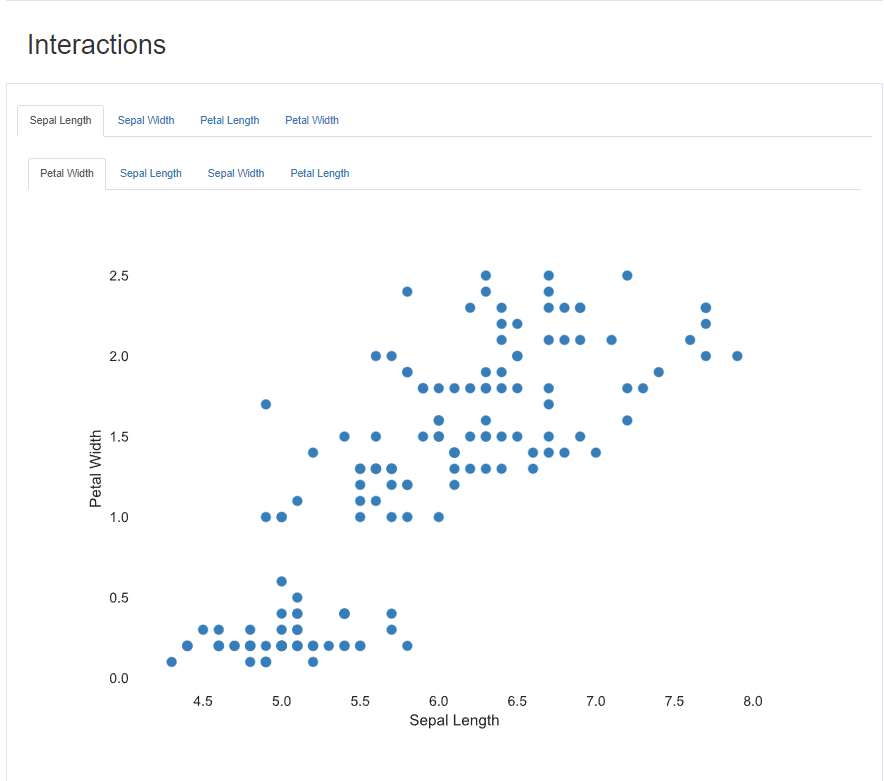 Interactions
Sepal Length Sepal Width Petal Length Petal Width
Petal Width Sepal Length Sepal Width Petal Length
2.5
2.0
1.5
Petal Width
1.0
0.5
0.0
4.5 5.0 5.5 6.0 6.5 7.0 7.5 8.0
Sepal Length